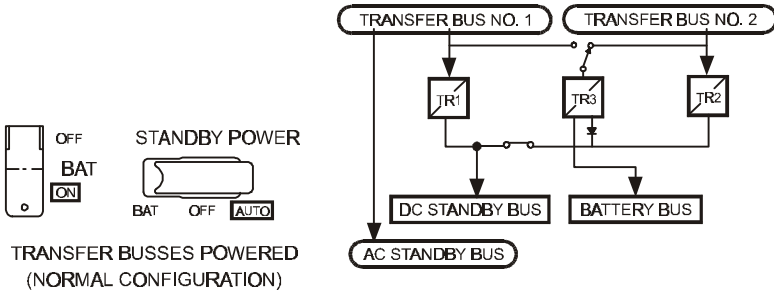 TRANSFER BUS NO. 1
TRANSFER BUS NO. 2
TR1
TR3
TR2
OFF
STANDBY POWER
BAT
ON
BAT OFF AUTO
DC STANDBY BUS
BATTERY BUS
TRANSFER BUSSES POWERED
AC STANDBY BUS
(NORMAL CONFIGURATION)